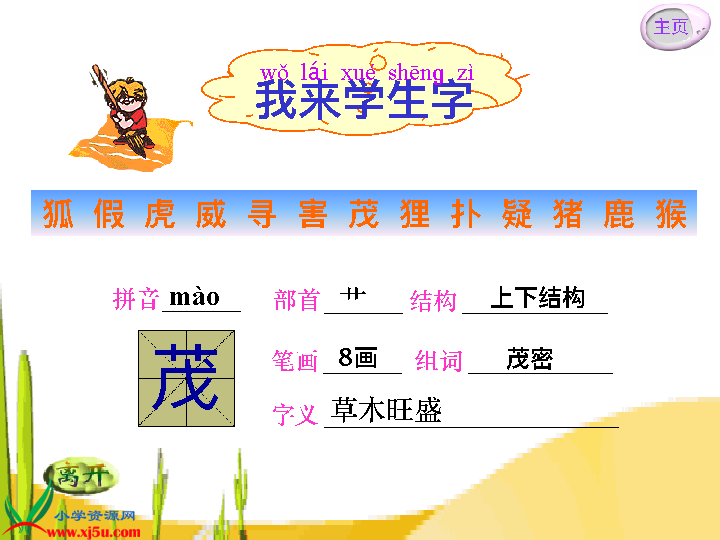 主页
wǒ lái xué shēng zì
我来学生字
狐 假 虎 威 寻 害 茂 狸 扑 疑 猪 鹿 猴
拼音 mào 部首 艹 结构 上下结构
茂
笔画 8画 组词 茂密
字义 草木旺盛
离开
小学资源网
www.xj5u.com